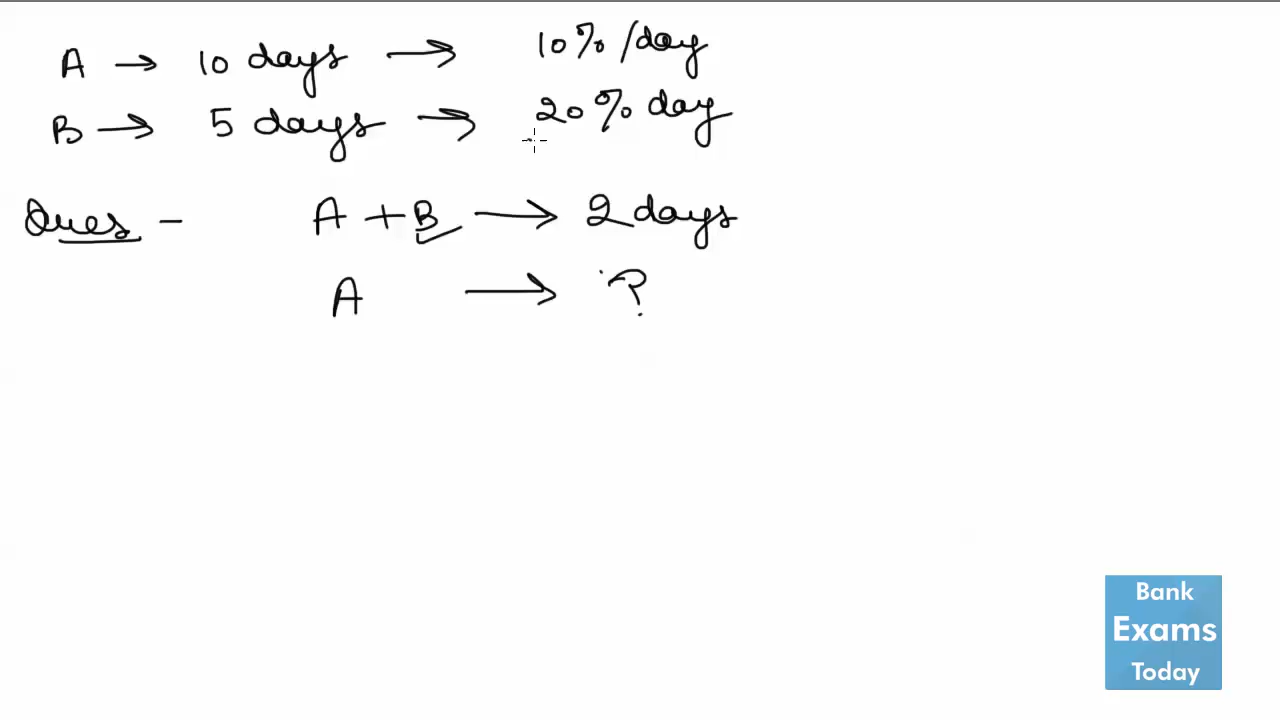 A → 10 days → 10% /day
B → 5 days → 20% day
Ques - A + B → 2 days
A → ?
Bank
Exams
Today